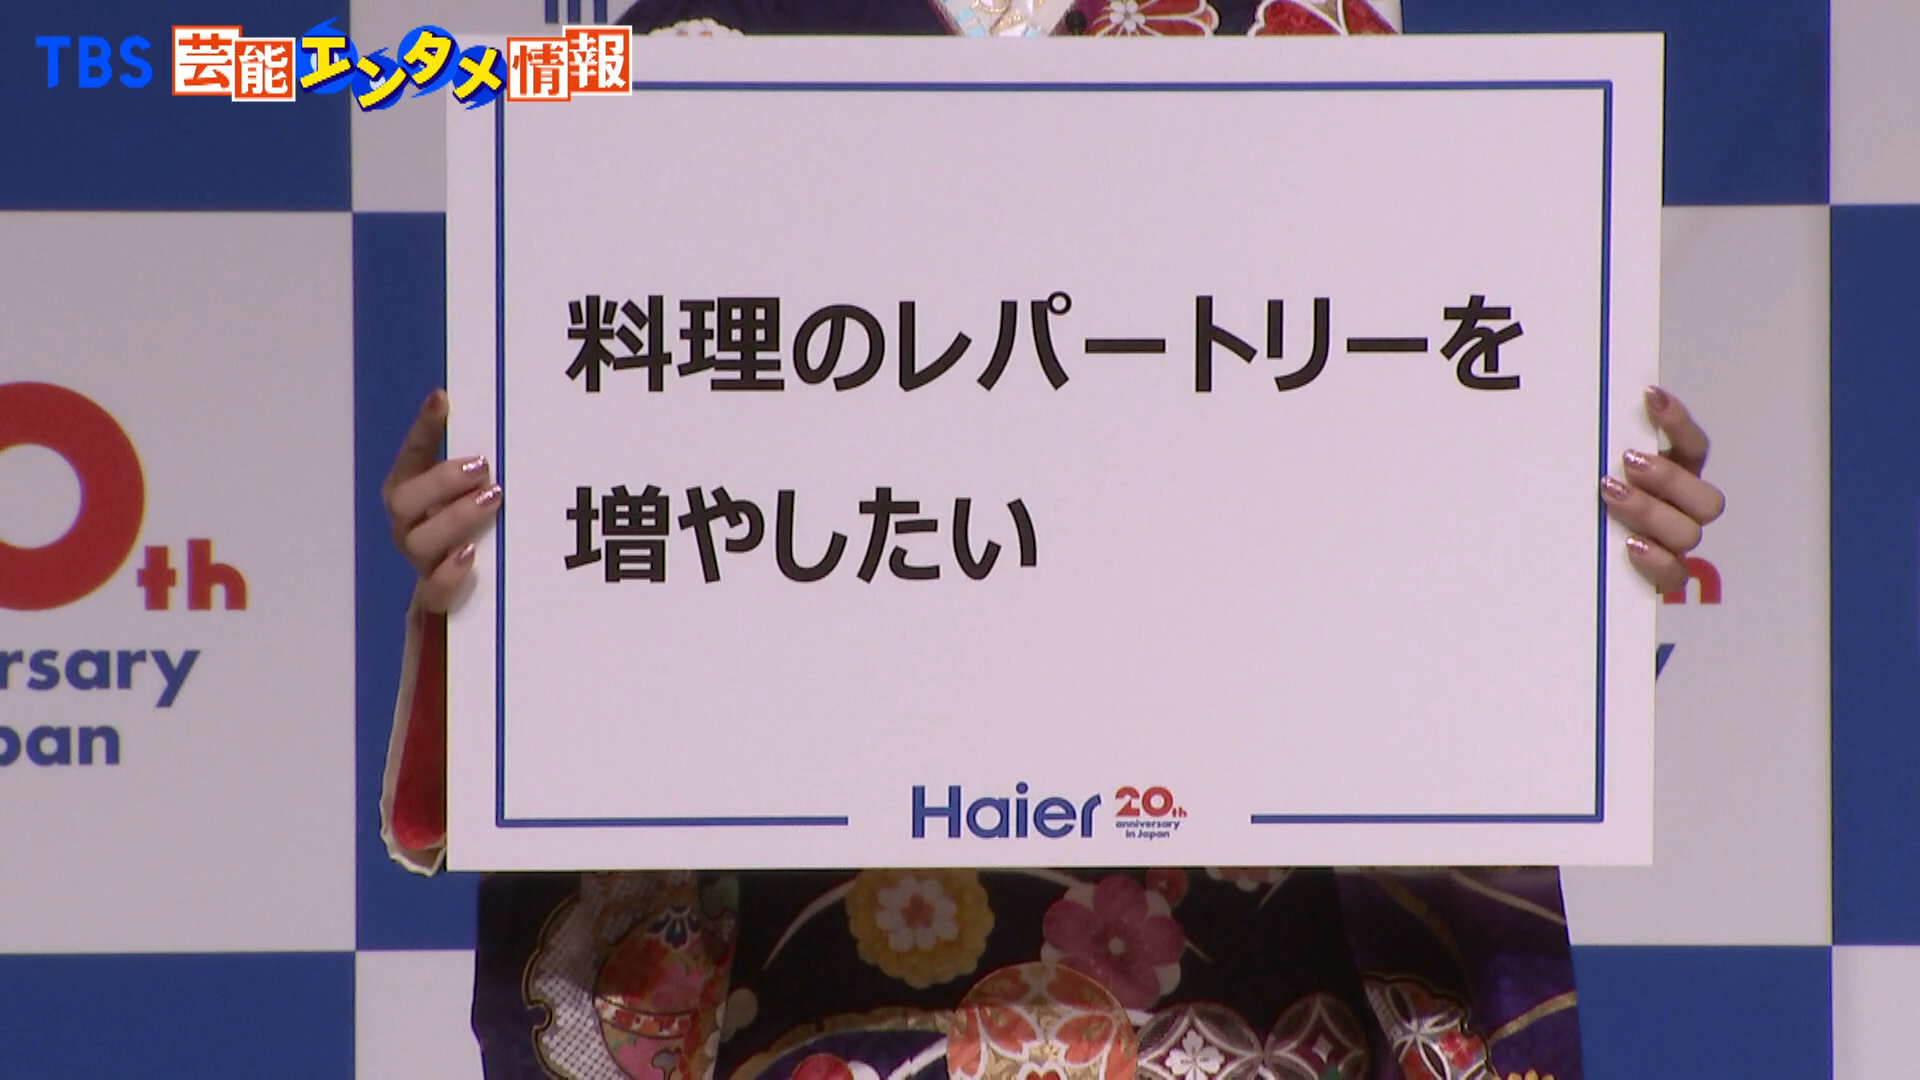 TBS 芸能エンタメ情報
料理のレパートリーを
増やしたい
Haier 20th
anniversary
in Japan
0th
rsary
pan